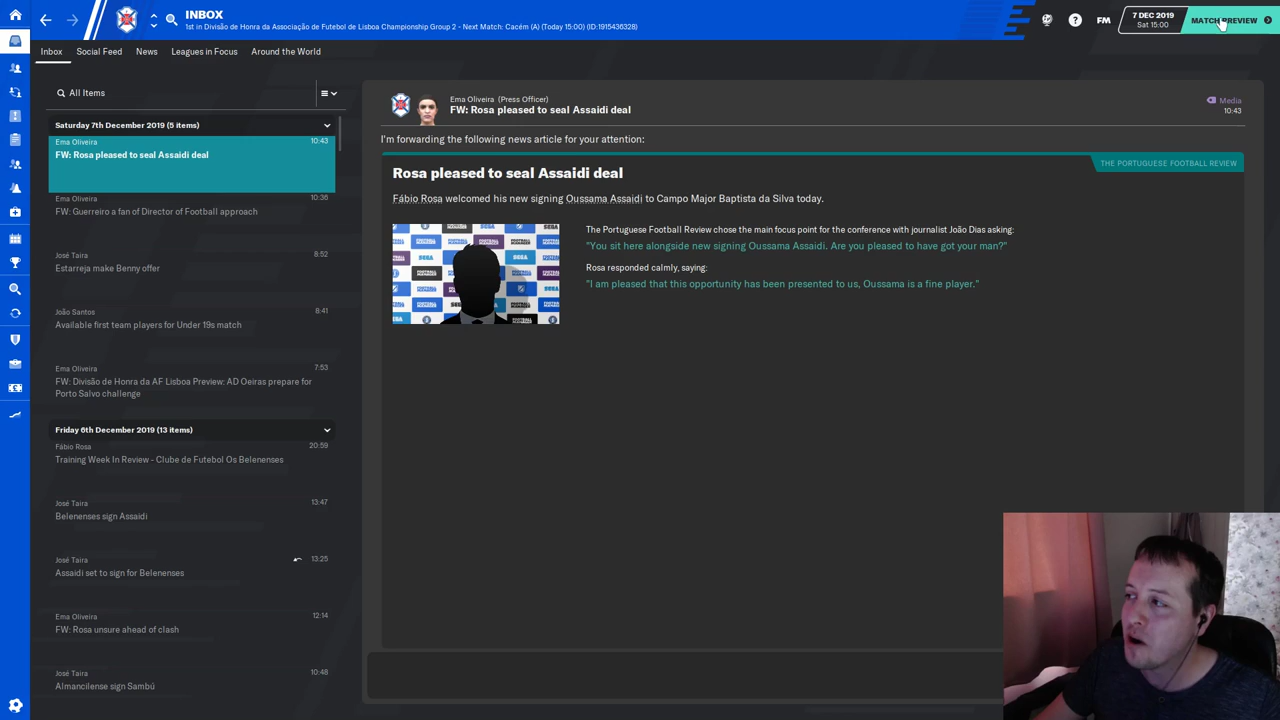 INBOX
1st in Divisão de Honra da Associação de Futebol de Lisboa Championship Group 2 - Next Match: Cacém (A) (Today 15:00) (ID:1915436328)
?
FM
7 DEC 2019
Sat 15:00
MATCH PREVIEW
Inbox
Social Feed
News
Leagues in Focus
Around the World
All Items
Saturday 7th December 2019 (5 items)
Ema Oliveira
10:43
FW: Rosa pleased to seal Assaidi deal
Ema Oliveira
10:36
FW: Guerreiro a fan of Director of Football approach
José Taira
8:52
Estarreja make Benny offer
João Santos
8:41
Available first team players for Under 19s match
Ema Oliveira
7:53
FW: Divisão de Honra da AF Lisboa Preview: AD Oeiras prepare for
Porto Salvo challenge
Friday 6th December 2019 (13 items)
Fábio Rosa
20:59
Training Week In Review - Clube de Futebol Os Belenenses
José Taira
13:47
Belenenses sign Assaidi
José Taira
13:25
Assaidi set to sign for Belenenses
Ema Oliveira
12:14
FW: Rosa unsure ahead of clash
José Taira
10:48
Almancilense sign Sambú
Ema Oliveira (Press Officer)
FW: Rosa pleased to seal Assaidi deal
Media
10:43
I'm forwarding the following news article for your attention:
THE PORTUGUESE FOOTBALL REVIEW
Rosa pleased to seal Assaidi deal
Fábio Rosa welcomed his new signing Oussama Assaidi to Campo Major Baptista da Silva today.
The Portuguese Football Review chose the main focus point for the conference with journalist João Dias asking:
"You sit here alongside new signing Oussama Assaidi. Are you pleased to have got your man?"
Rosa responded calmly, saying:
"I am pleased that this opportunity has been presented to us, Oussama is a fine player."
SEGA
SEGA